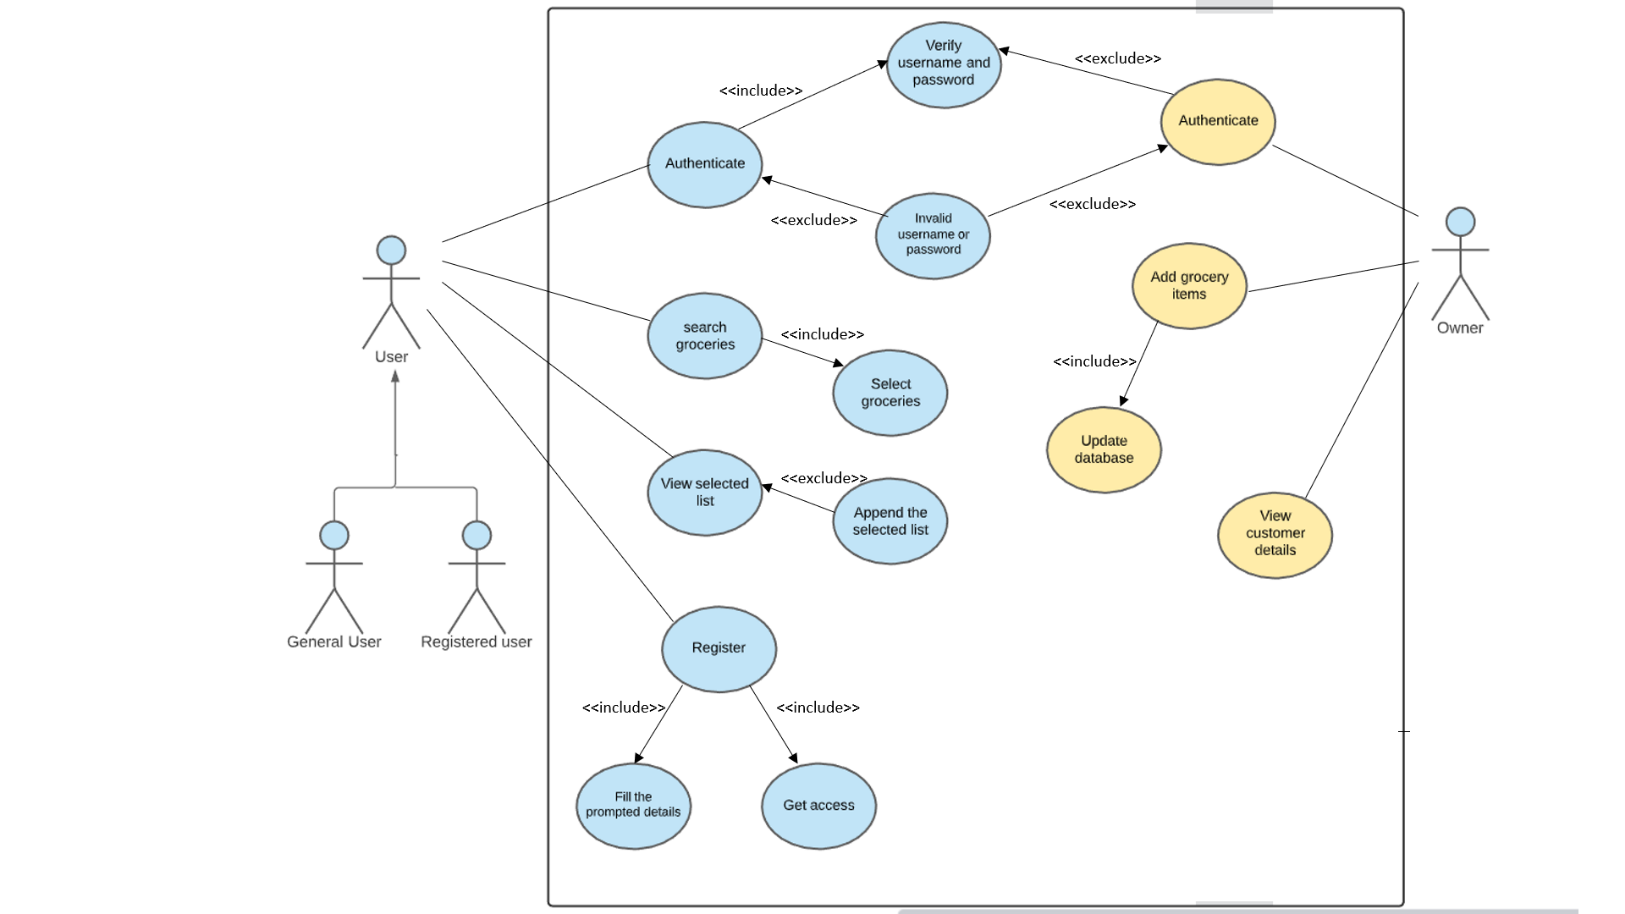 Verify
username and
password
<<exclude>>
<<include>>
Authenticate
Authenticate
<<exclude>>
<<exclude>>
Invalid
username or
password
User
Owner
Add grocery
items
search
groceries
<<include>>
<<include>>
Select
groceries
Update
database
View selected
list
<<exclude>>
Append the
selected list
View
customer
details
General User
Registered user
Register
<<include>>
<<include>>
Fill the
prompted details
Get access